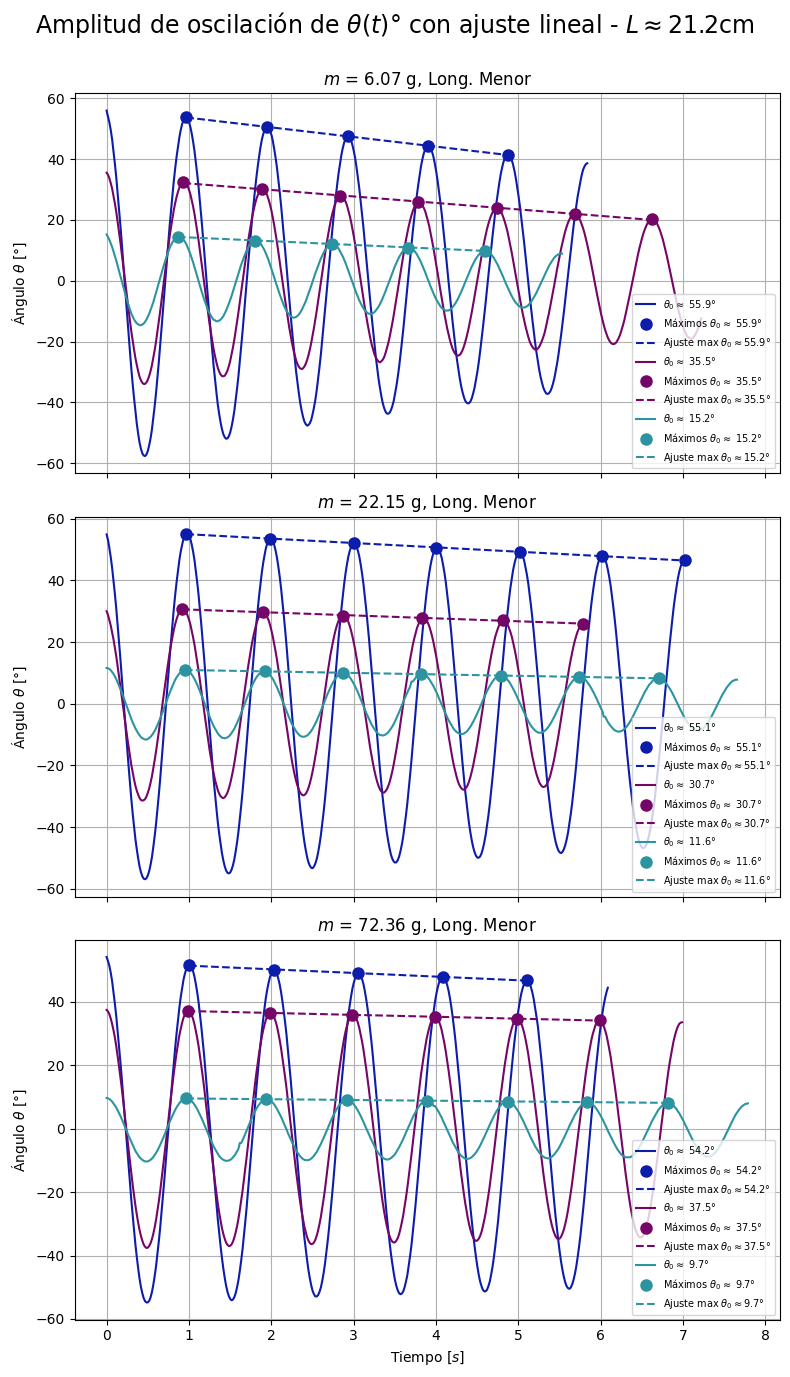 Amplitud de oscilación de θ(t)° con ajuste lineal - L ≈ 21.2cm
m = 6.07 g, Long. Menor
60
40
20
0
−20
−40
−60
Ángulo θ [°]
θ₀ ≈ 55.9°
Máximos θ₀ ≈ 55.9°
Ajuste max θ₀ ≈ 55.9°
θ₀ ≈ 35.5°
Máximos θ₀ ≈ 35.5°
Ajuste max θ₀ ≈ 35.5°
θ₀ ≈ 15.2°
Máximos θ₀ ≈ 15.2°
Ajuste max θ₀ ≈ 15.2°
m = 22.15 g, Long. Menor
60
40
20
0
−20
−40
−60
Ángulo θ [°]
θ₀ ≈ 55.1°
Máximos θ₀ ≈ 55.1°
Ajuste max θ₀ ≈ 55.1°
θ₀ ≈ 30.7°
Máximos θ₀ ≈ 30.7°
Ajuste max θ₀ ≈ 30.7°
θ₀ ≈ 11.6°
Máximos θ₀ ≈ 11.6°
Ajuste max θ₀ ≈ 11.6°
m = 72.36 g, Long. Menor
40
20
0
−20
−40
−60
Ángulo θ [°]
θ₀ ≈ 54.2°
Máximos θ₀ ≈ 54.2°
Ajuste max θ₀ ≈ 54.2°
θ₀ ≈ 37.5°
Máximos θ₀ ≈ 37.5°
Ajuste max θ₀ ≈ 37.5°
θ₀ ≈ 9.7°
Máximos θ₀ ≈ 9.7°
Ajuste max θ₀ ≈ 9.7°
0 1 2 3 4 5 6 7 8
Tiempo [s]